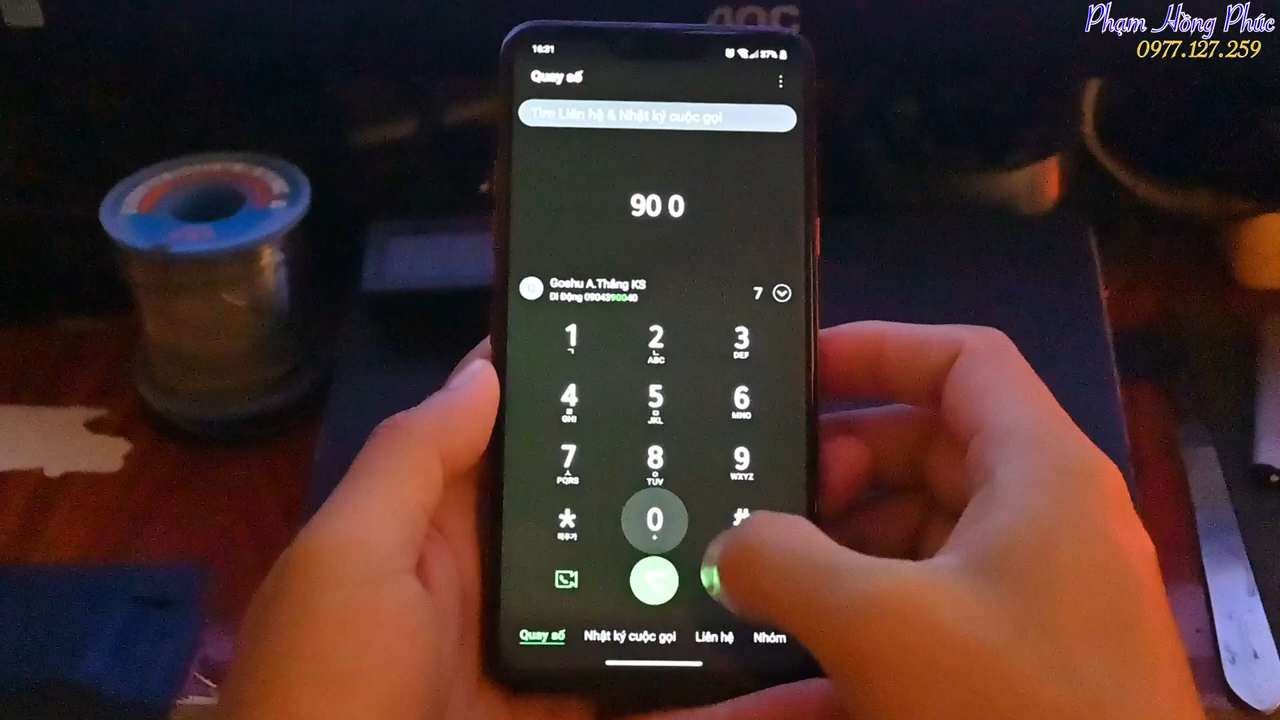 AOC
Phạm Hồng Phúc
0977.127.259
16:31
37%
Quay số
Tìm Liên hệ & Nhật ký cuộc gọi
90 0
Goshu A.Thắng KS
Di Động 0904390040
7
1 2 3
ㄱ ㄴ
ABC DEF
4 5 6
ㄹ ㅁ
GHI JKL MNO
7 8 9
ㅅ ㅇ
PQRS TUV WXYZ
* 0 #
+
Quay số Nhật ký cuộc gọi Liên hệ Nhóm